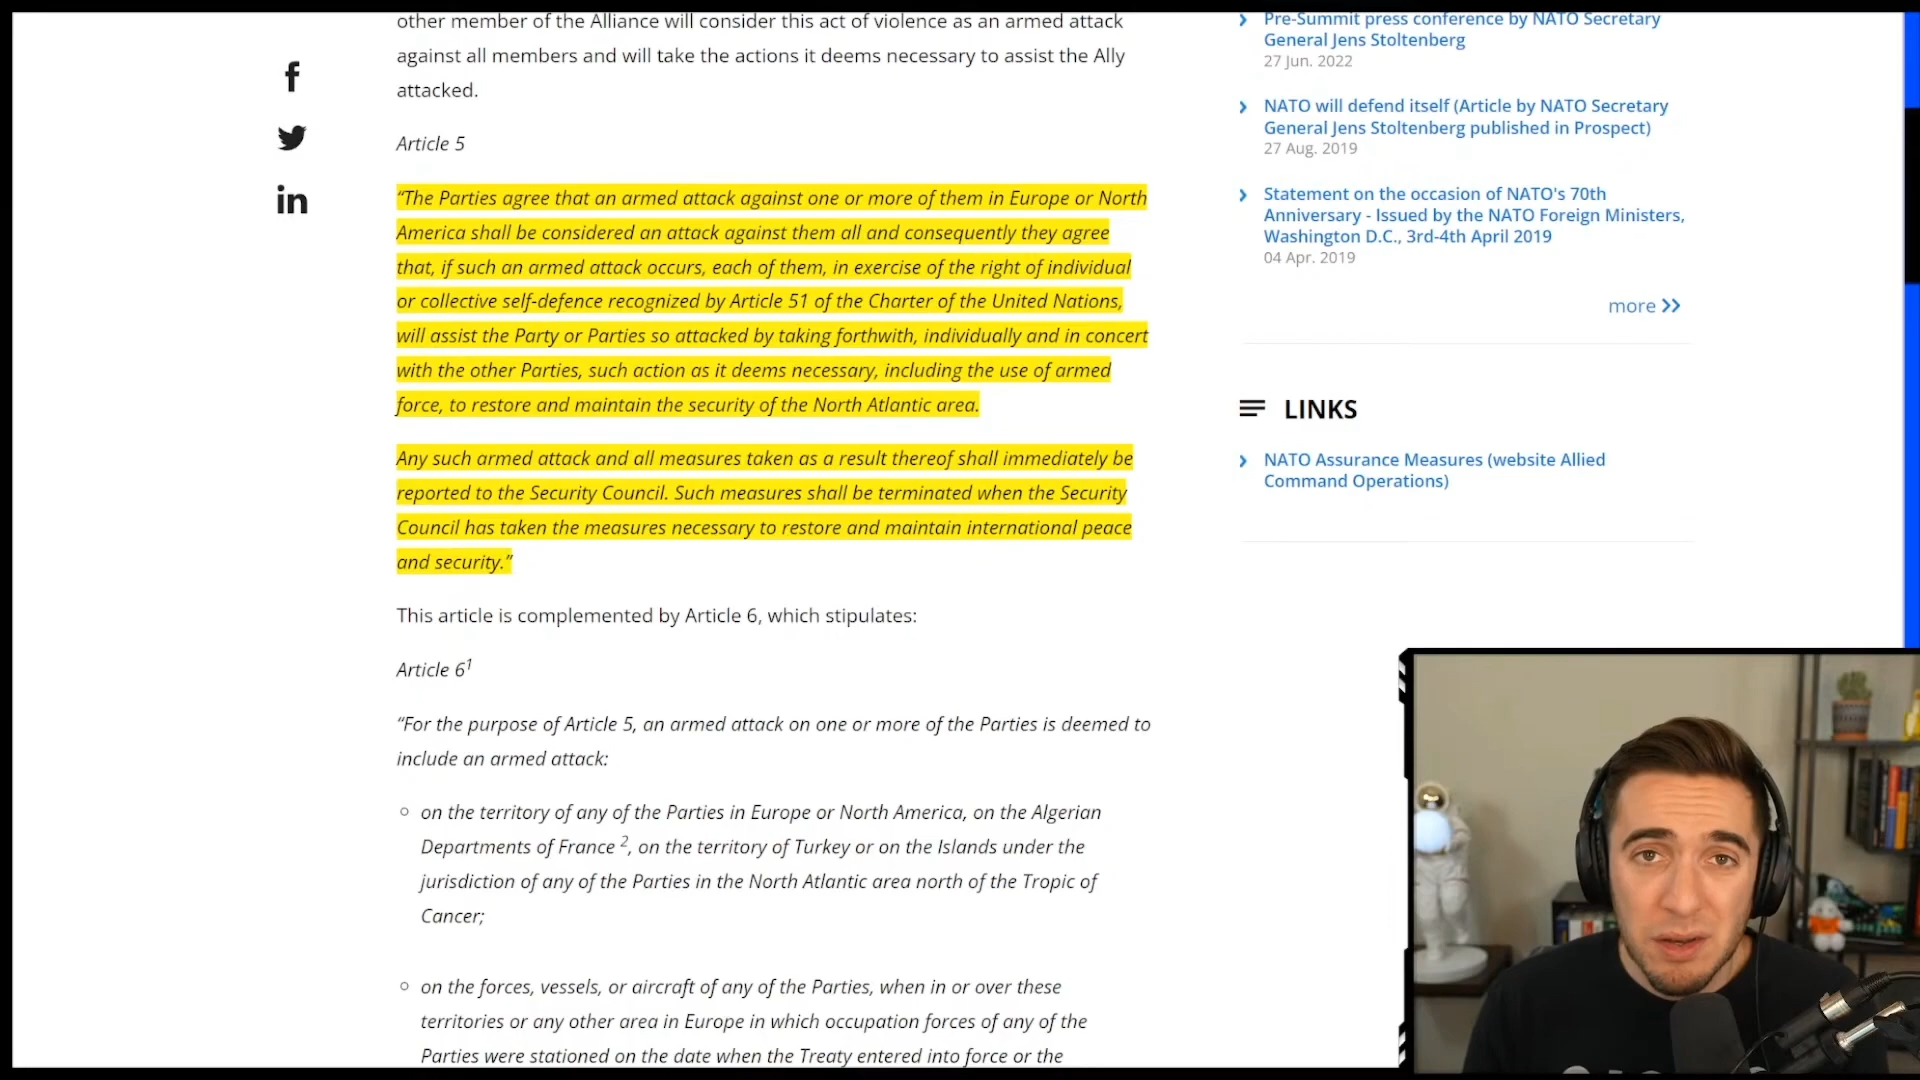 other member of the Alliance will consider this act of violence as an armed attack
against all members and will take the actions it deems necessary to assist the Ally
attacked.
Article 5
“The Parties agree that an armed attack against one or more of them in Europe or North
America shall be considered an attack against them all and consequently they agree
that, if such an armed attack occurs, each of them, in exercise of the right of individual
or collective self-defence recognized by Article 51 of the Charter of the United Nations,
will assist the Party or Parties so attacked by taking forthwith, individually and in concert
with the other Parties, such action as it deems necessary, including the use of armed
force, to restore and maintain the security of the North Atlantic area.
Any such armed attack and all measures taken as a result thereof shall immediately be
reported to the Security Council. Such measures shall be terminated when the Security
Council has taken the measures necessary to restore and maintain international peace
and security.”
This article is complemented by Article 6, which stipulates:
Article 6¹
“For the purpose of Article 5, an armed attack on one or more of the Parties is deemed to
include an armed attack:
on the territory of any of the Parties in Europe or North America, on the Algerian
Departments of France ², on the territory of Turkey or on the Islands under the
jurisdiction of any of the Parties in the North Atlantic area north of the Tropic of
Cancer;
on the forces, vessels, or aircraft of any of the Parties, when in or over these
territories or any other area in Europe in which occupation forces of any of the
Parties were stationed on the date when the Treaty entered into force or the
Pre-Summit press conference by NATO Secretary
General Jens Stoltenberg
27 Jun. 2022
NATO will defend itself (Article by NATO Secretary
General Jens Stoltenberg published in Prospect)
27 Aug. 2019
Statement on the occasion of NATO's 70th
Anniversary - Issued by the NATO Foreign Ministers,
Washington D.C., 3rd-4th April 2019
04 Apr. 2019
more
LINKS
NATO Assurance Measures (website Allied
Command Operations)